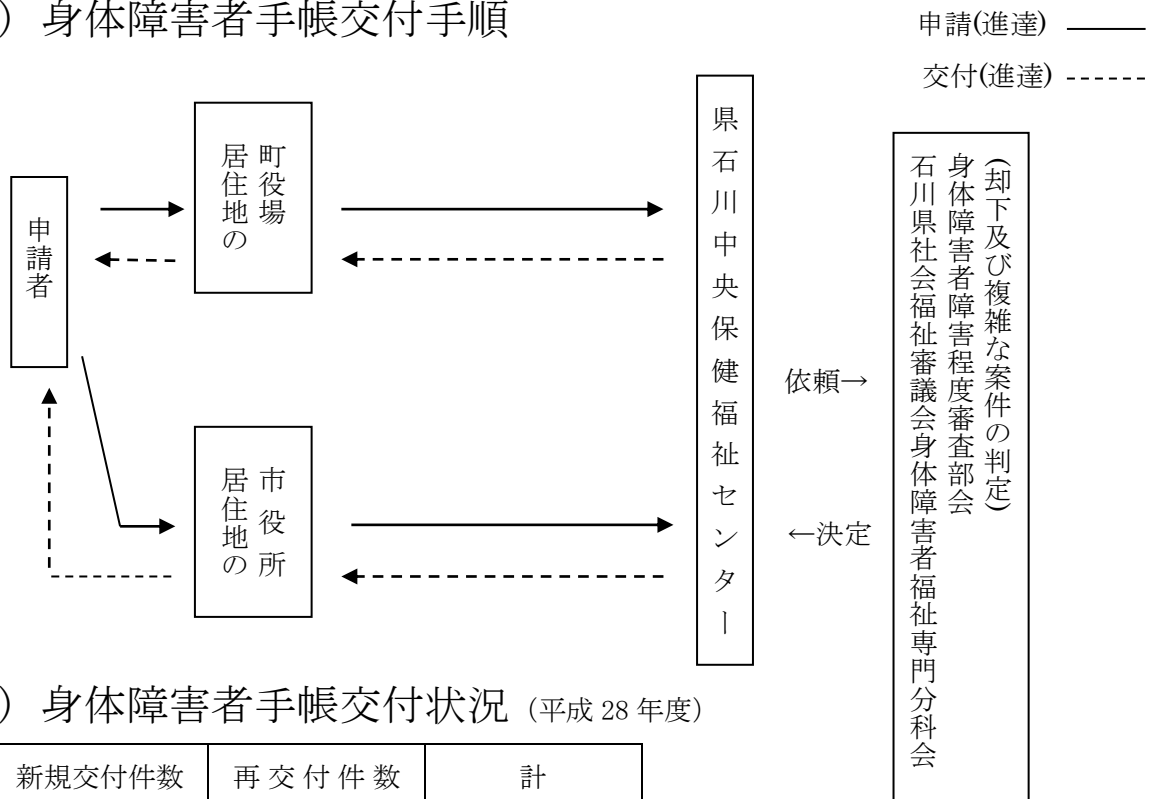 ) 身体障害者手帳交付手順
申請(進達)
交付(進達)
申請者
居住地の
町役場
居住地の
市役所
県石川中央保健福祉センター
依頼→
←決定
石川県社会福祉審議会身体障害者福祉専門分科会
身体障害者障害程度審査部会
(却下及び複雑な案件の判定)
) 身体障害者手帳交付状況 (平成 28 年度)
新規交付件数 再交付件数 計